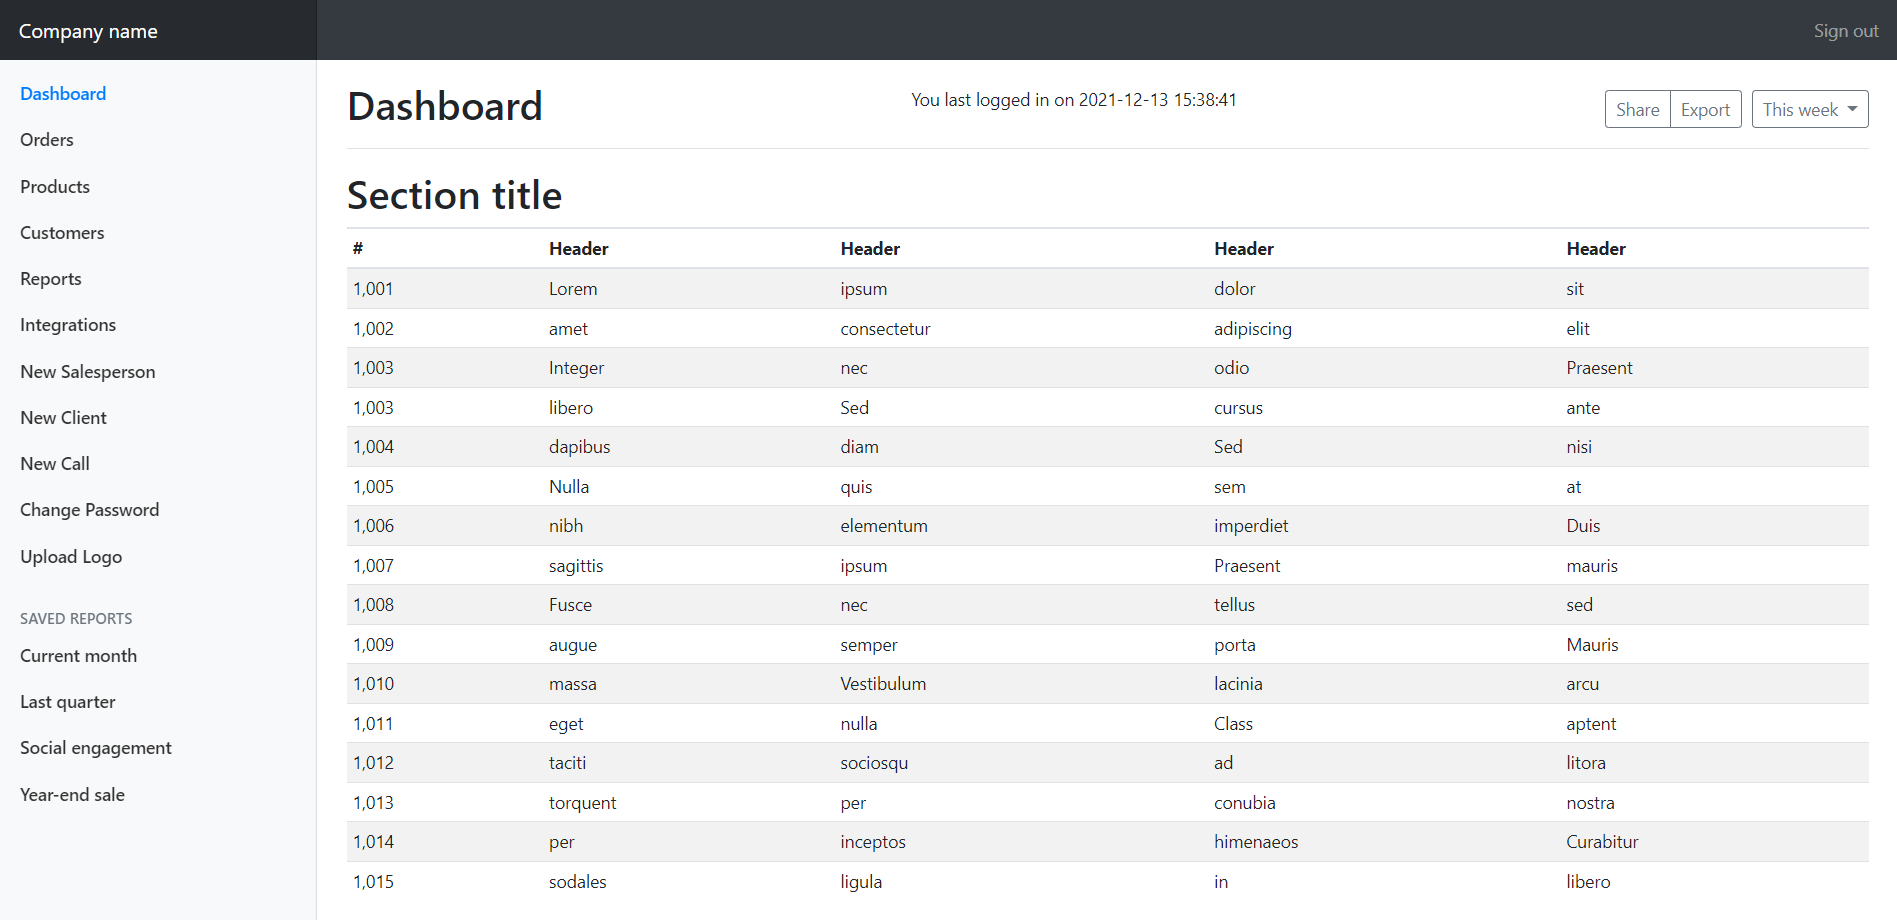 Company name
Sign out
Dashboard
Orders
Products
Customers
Reports
Integrations
New Salesperson
New Client
New Call
Change Password
Upload Logo
SAVED REPORTS
Current month
Last quarter
Social engagement
Year-end sale
Dashboard
You last logged in on 2021-12-13 15:38:41
Share Export This week
Section title
# Header Header Header Header
1,001 Lorem ipsum dolor sit
1,002 amet consectetur adipiscing elit
1,003 Integer nec odio Praesent
1,003 libero Sed cursus ante
1,004 dapibus diam Sed nisi
1,005 Nulla quis sem at
1,006 nibh elementum imperdiet Duis
1,007 sagittis ipsum Praesent mauris
1,008 Fusce nec tellus sed
1,009 augue semper porta Mauris
1,010 massa Vestibulum lacinia arcu
1,011 eget nulla Class aptent
1,012 taciti sociosqu ad litora
1,013 torquent per conubia nostra
1,014 per inceptos himenaeos Curabitur
1,015 sodales ligula in libero